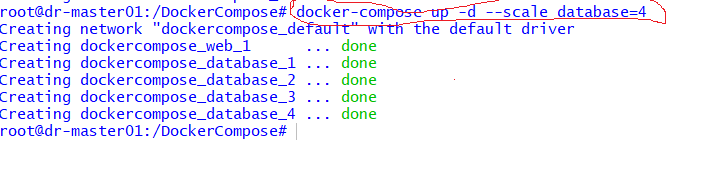 root@dr-master01:/DockerCompose# docker-compose up -d --scale database=4
Creating network "dockercompose_default" with the default driver
Creating dockercompose_web_1      ... done
Creating dockercompose_database_1 ... done
Creating dockercompose_database_2 ... done
Creating dockercompose_database_3 ... done
Creating dockercompose_database_4 ... done
root@dr-master01:/DockerCompose#